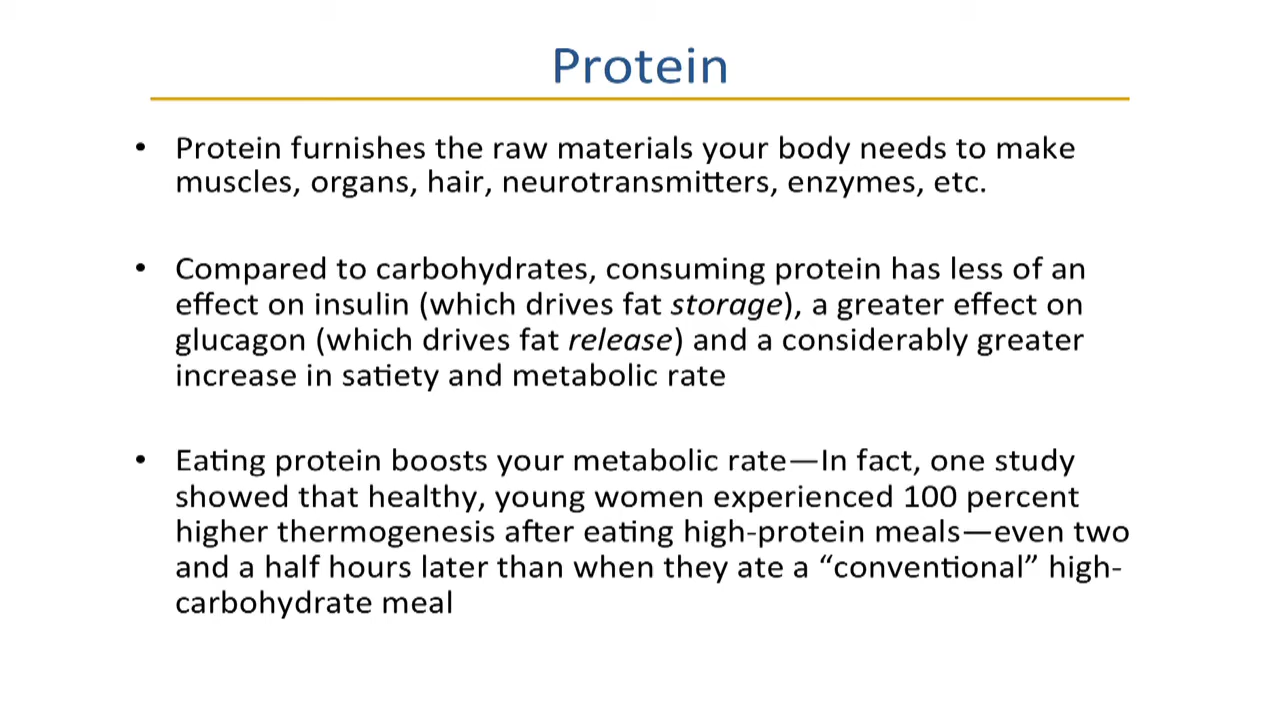 Protein
• Protein furnishes the raw materials your body needs to make
muscles, organs, hair, neurotransmitters, enzymes, etc.
• Compared to carbohydrates, consuming protein has less of an
effect on insulin (which drives fat storage), a greater effect on
glucagon (which drives fat release) and a considerably greater
increase in satiety and metabolic rate
• Eating protein boosts your metabolic rate—In fact, one study
showed that healthy, young women experienced 100 percent
higher thermogenesis after eating high-protein meals—even two
and a half hours later than when they ate a “conventional” high-
carbohydrate meal